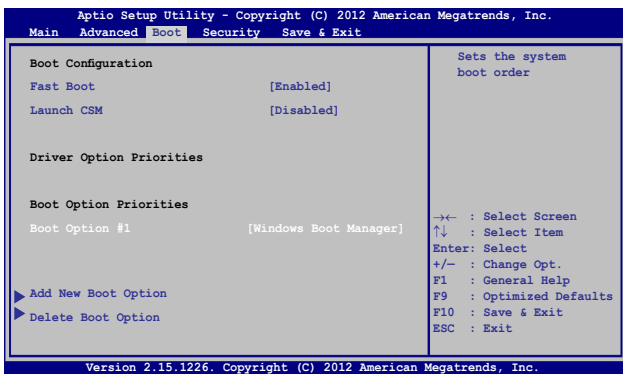 Aptio Setup Utility - Copyright (C) 2012 American Megatrends, Inc.
Main Advanced Boot Security Save & Exit
Boot Configuration
Fast Boot [Enabled]
Launch CSM [Disabled]
Driver Option Priorities
Boot Option Priorities
Boot Option #1 [Windows Boot Manager]
Add New Boot Option
Delete Boot Option
Sets the system
boot order
→← : Select Screen
↑↓ : Select Item
Enter: Select
+/— : Change Opt.
F1 : General Help
F9 : Optimized Defaults
F10 : Save & Exit
ESC : Exit
Version 2.15.1226. Copyright (C) 2012 American Megatrends, Inc.